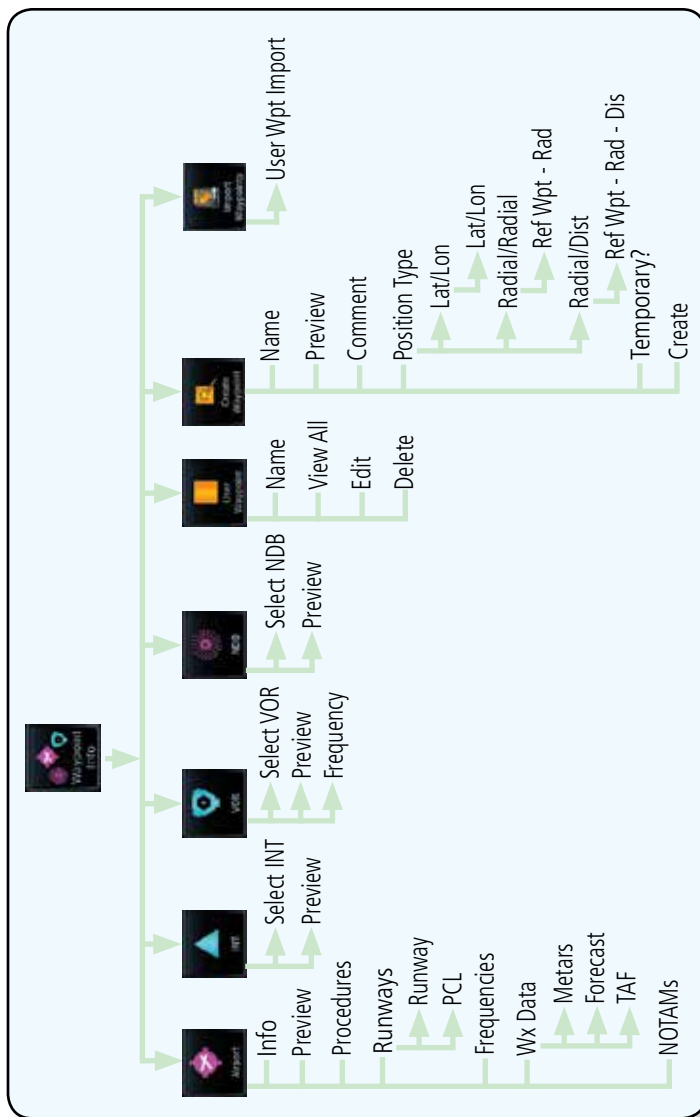 Waypoint
Info
Airport
Info
Preview
Procedures
Runways
Runway
PCL
Frequencies
Wx Data
Metars
Forecast
TAF
NOTAMs
INT
Select INT
Preview
VOR
Select VOR
Preview
Frequency
NDB
Select NDB
Preview
User
Waypoint
Name
View All
Edit
Delete
Create
Waypoint
Name
Preview
Comment
Position Type
Lat/Lon
Lat/Lon
Radial/Radial
Ref Wpt - Rad
Radial/Dist
Ref Wpt - Rad - Dis
Temporary?
Create
Import
Waypoints
User Wpt Import